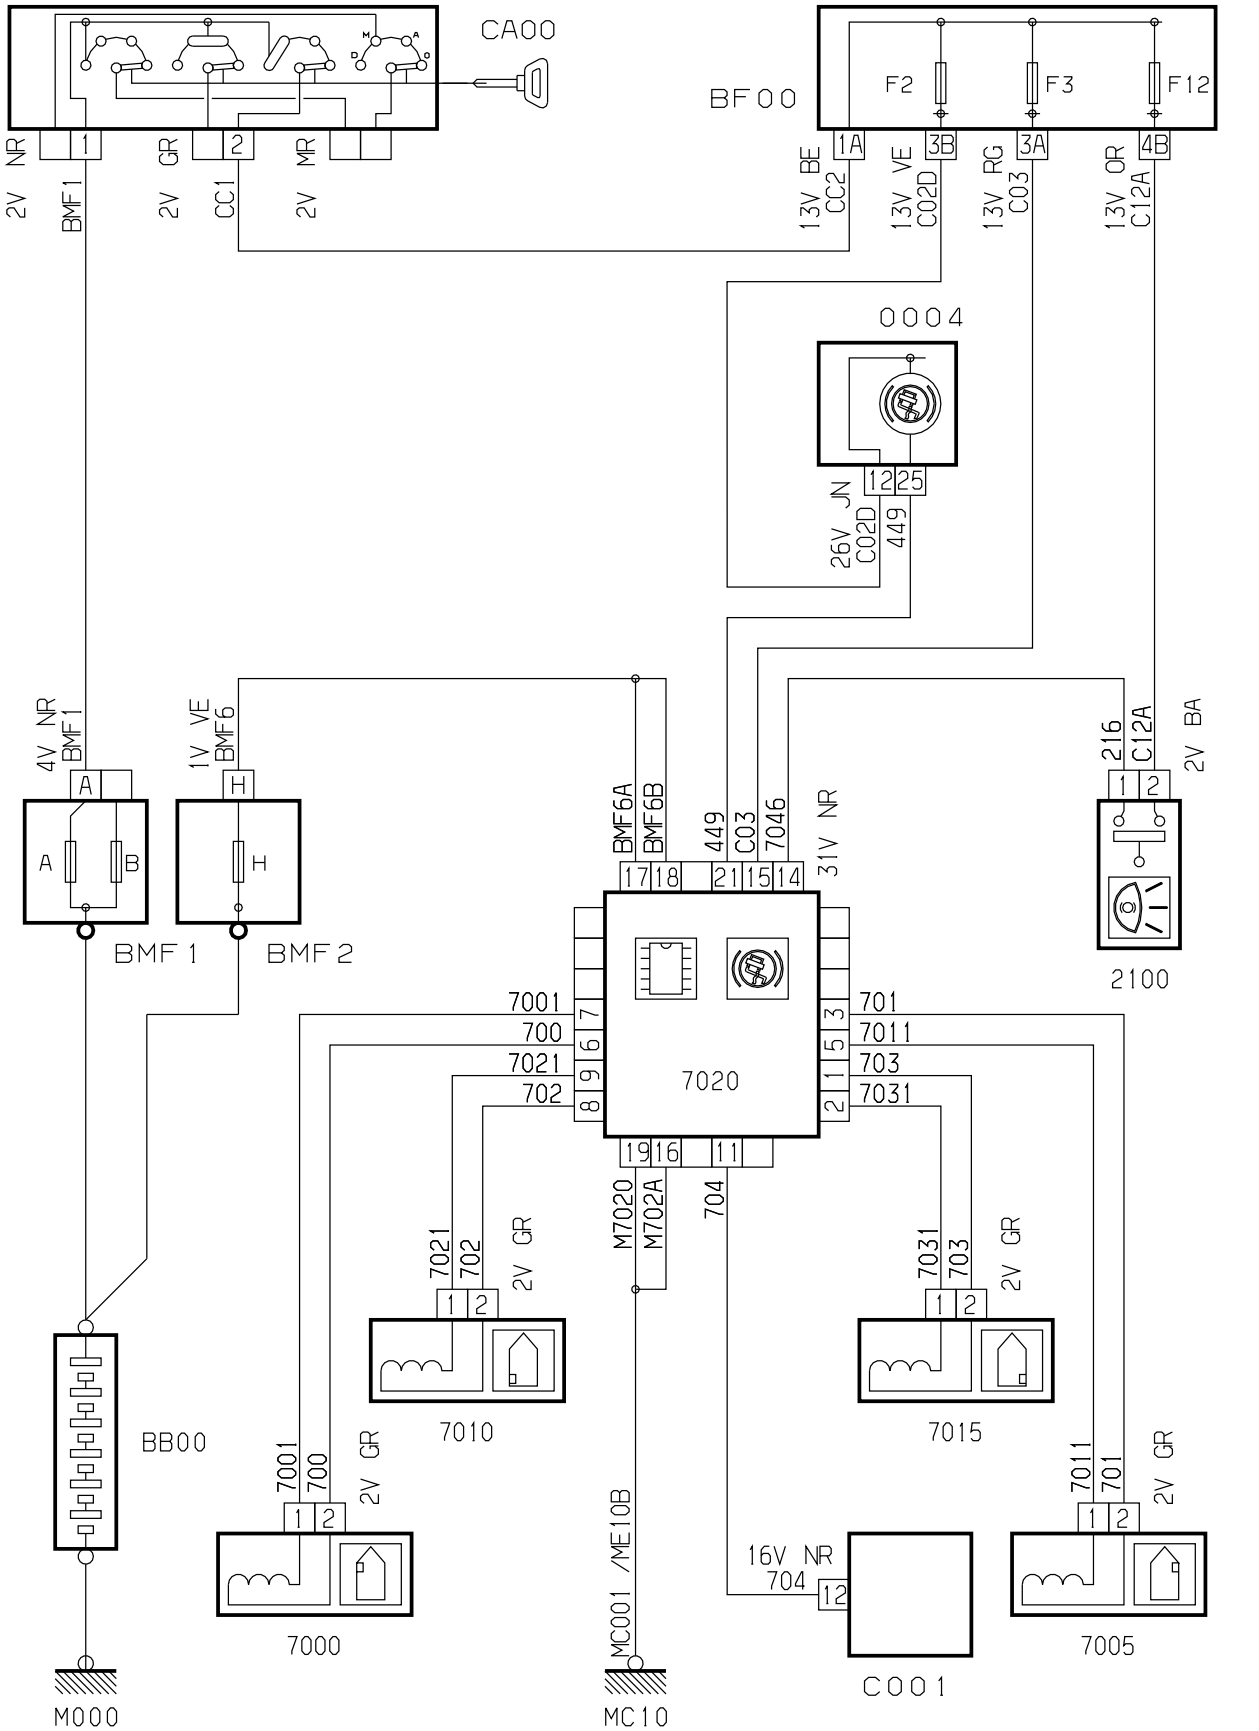 CA00
M A
D O
1
2
2V NR
BMF1
2V GR
CC1
2V MR
BF00
F2
F3
F12
1A
3B
3A
4B
13V BE
CC2
13V VE
C02D
13V RG
C03
13V OR
C12A
0004
12
25
26V JN
C02D
449
4V NR
BMF1
A
A
B
BMF1
1V VE
BMF6
H
H
BMF2
BMF6A
BMF6B
449
C03
7046
31V NR
17
18
21
15
14
216
C12A
2V BA
1
2
2100
7001
7
700
6
7021
9
702
8
7020
3
701
5
7011
1
703
2
7031
19
16
11
M7020
M702A
704
7021
702
2V GR
1
2
7010
7031
703
2V GR
1
2
7015
BB00
7001
700
2V GR
1
2
7000
7011
701
2V GR
1
2
7005
MC001 /ME10B
16V NR
704
12
C001
M000
MC10